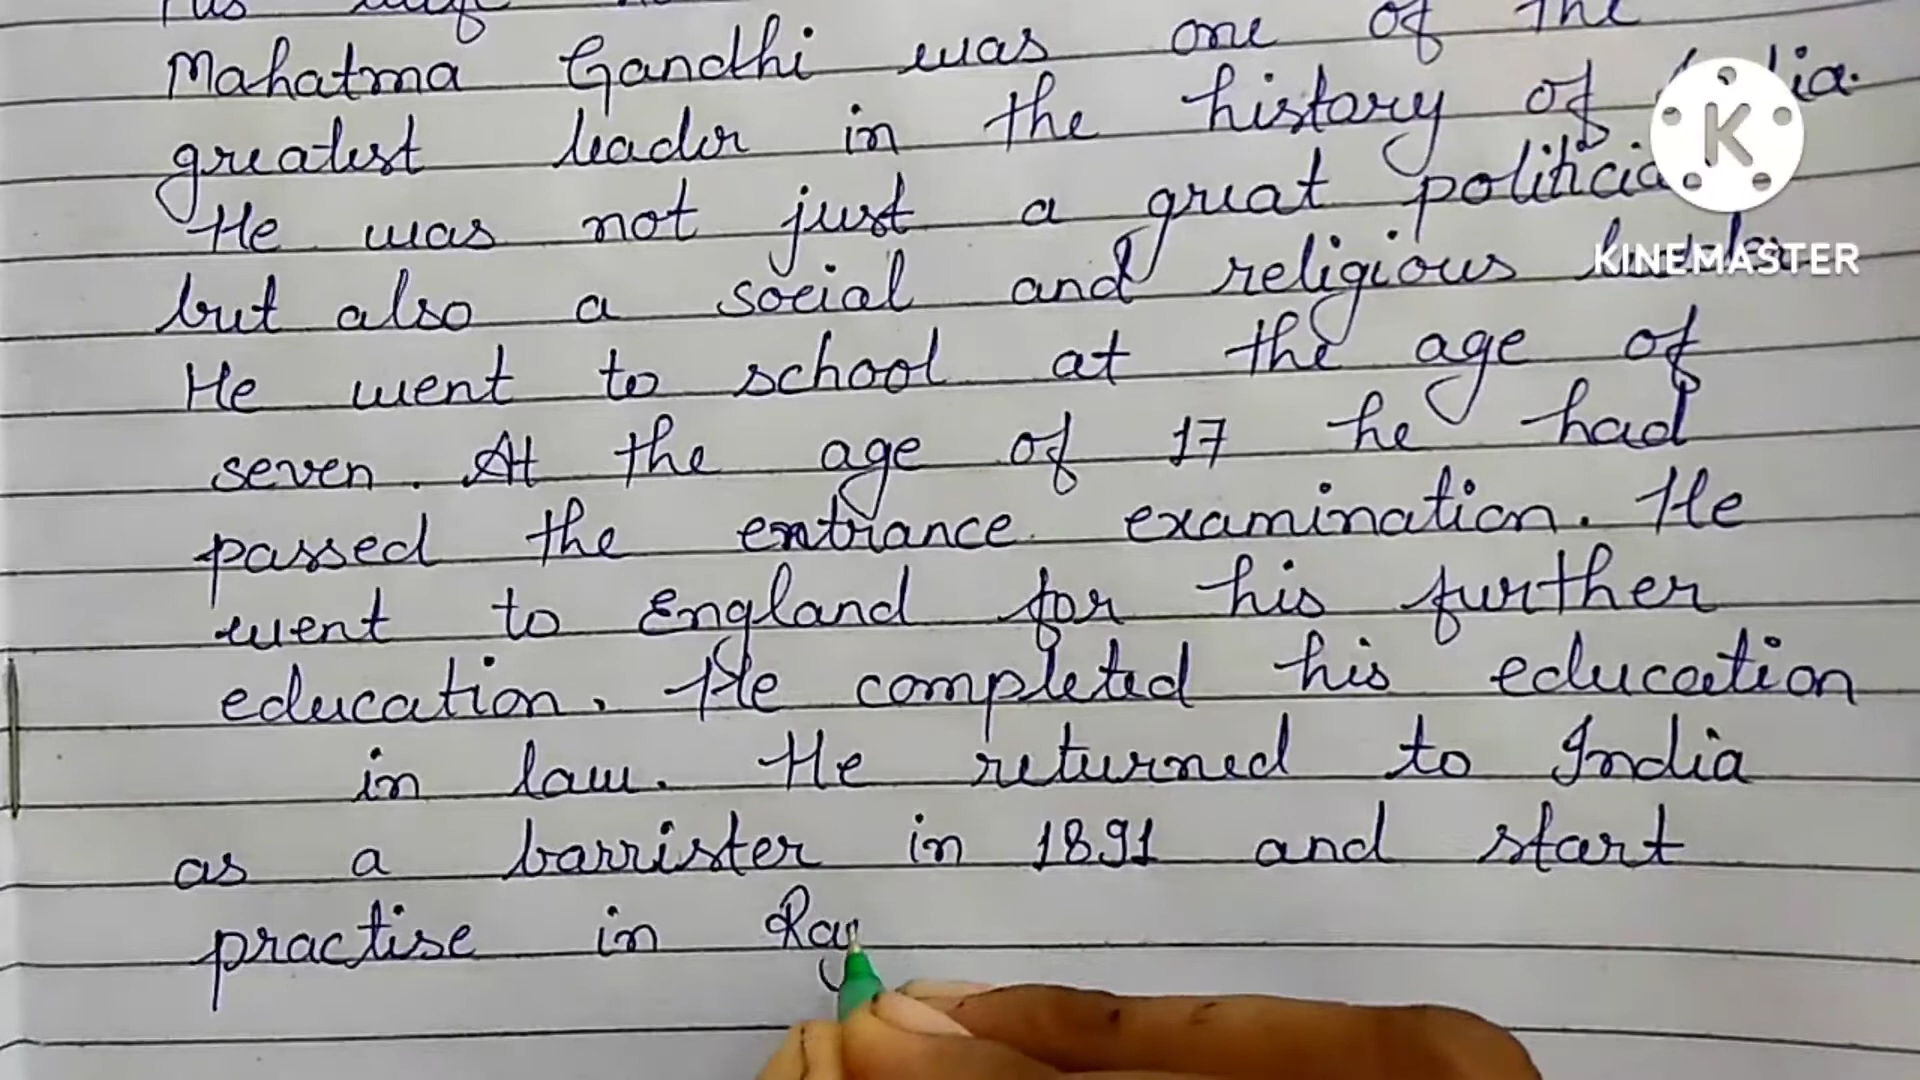 Mahatma Gandhi was one of the
greatest leader in the history of
He was not just a great
but also a social and religious
He went to school at the age of
seven. At the age of 17 he had
passed the entrance examination. He
went to England for his further
education. He completed his education
in law. He returned to India
as a barrister in 1891 and start
practise in
K
KINEMASTER